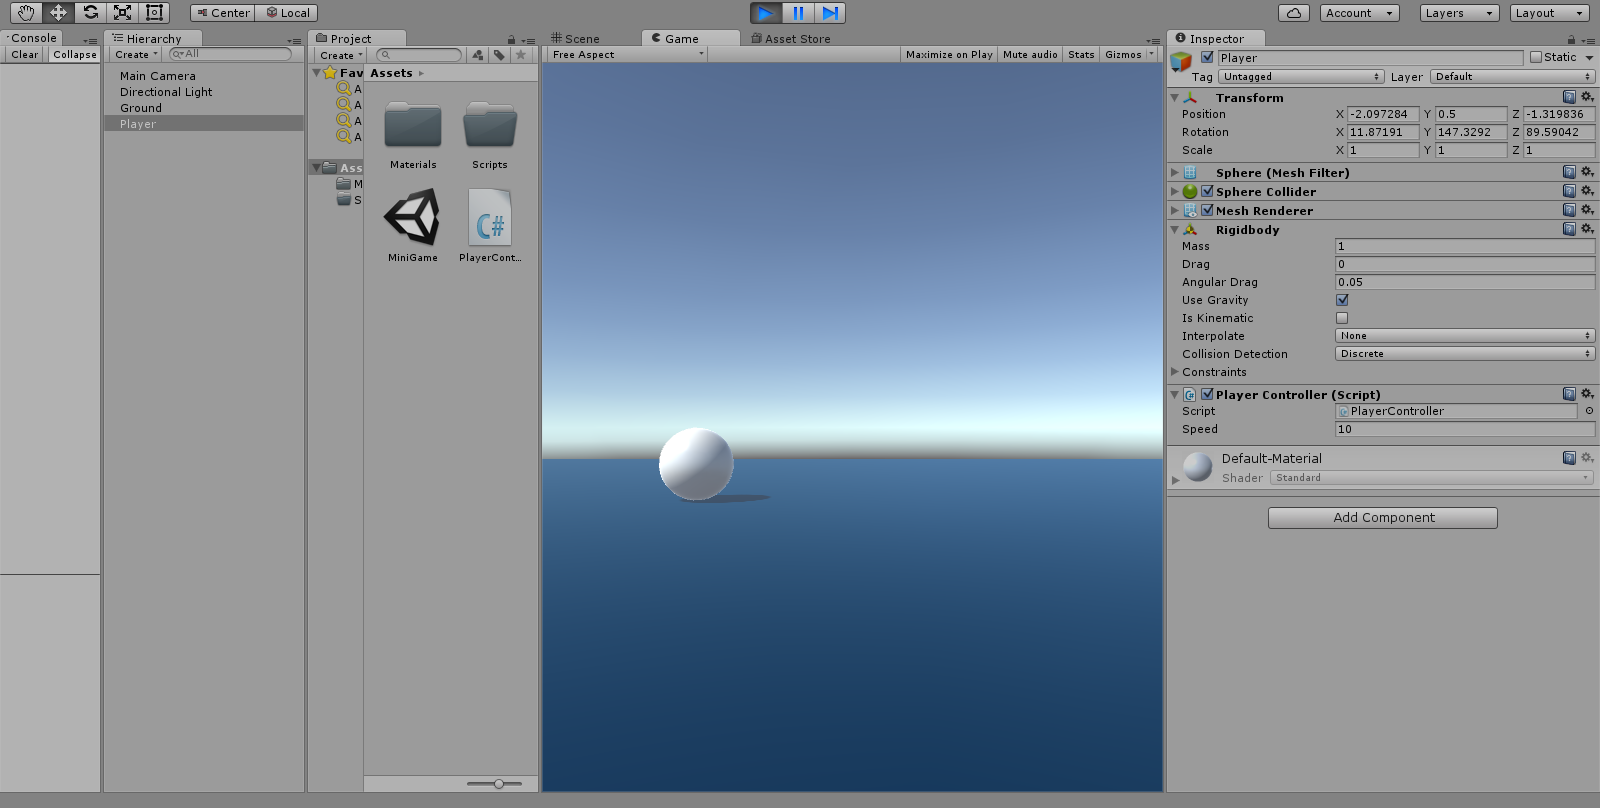 Center Local Account Layers Layout
Console Hierarchy Project Scene Game Asset Store Inspector
Clear Collapse Create All Create Free Aspect Maximize on Play Mute audio Stats Gizmos
Main Camera
Directional Light
Ground
Player
Fav
A
A
A
A
Ass
M
S
Assets
Materials Scripts
C#
MiniGame PlayerCont...
Player Static
Tag Untagged Layer Default
Transform
Position X -2.097284 Y 0.5 Z -1.319836
Rotation X 11.87191 Y 147.3292 Z 89.59042
Scale X 1 Y 1 Z 1
Sphere (Mesh Filter)
Sphere Collider
Mesh Renderer
Rigidbody
Mass 1
Drag 0
Angular Drag 0.05
Use Gravity
Is Kinematic
Interpolate None
Collision Detection Discrete
Constraints
C# Player Controller (Script)
Script PlayerController
Speed 10
Default-Material
Shader Standard
Add Component